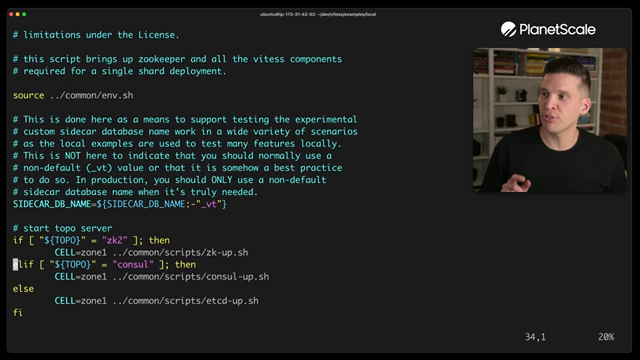 ubuntu@ip-172-31-43-52: ~/dev/vitess/examples/local
PlanetScale
# limitations under the License.
# this script brings up zookeeper and all the vitess components
# required for a single shard deployment.
source ../common/env.sh
# This is done here as a means to support testing the experimental
# custom sidecar database name work in a wide variety of scenarios
# as the local examples are used to test many features locally.
# This is NOT here to indicate that you should normally use a
# non-default (_vt) value or that it is somehow a best practice
# to do so. In production, you should ONLY use a non-default
# sidecar database name when it's truly needed.
SIDECAR_DB_NAME=${SIDECAR_DB_NAME:-"_vt"}
# start topo server
if [ "${TOPO}" = "zk2" ]; then
CELL=zone1 ../common/scripts/zk-up.sh
elif [ "${TOPO}" = "consul" ]; then
CELL=zone1 ../common/scripts/consul-up.sh
else
CELL=zone1 ../common/scripts/etcd-up.sh
fi
34,1 20%